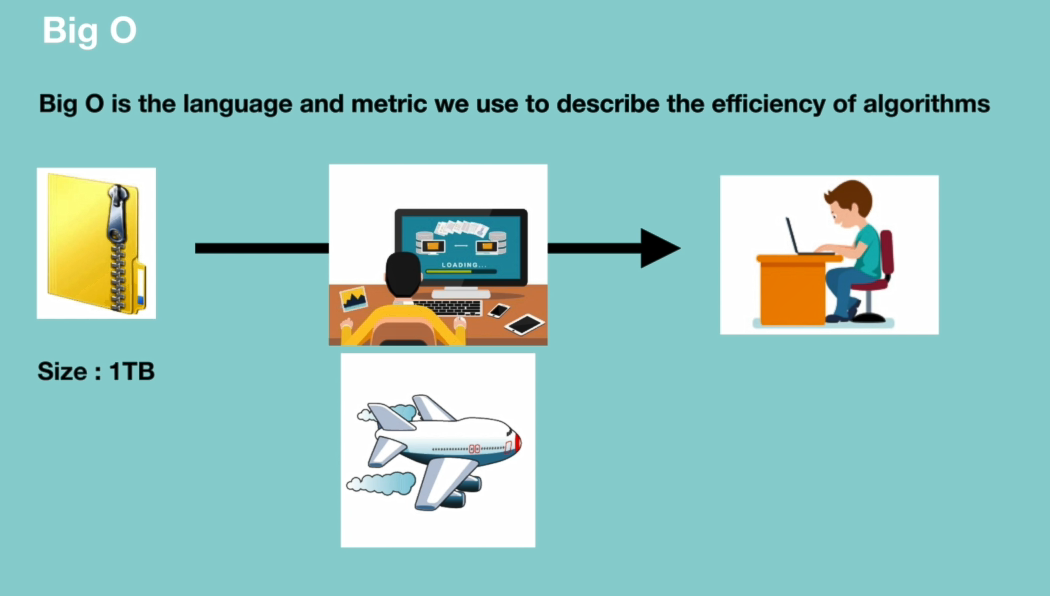 Big O
Big O is the language and metric we use to describe the efficiency of algorithms
LOADING...
Size : 1TB